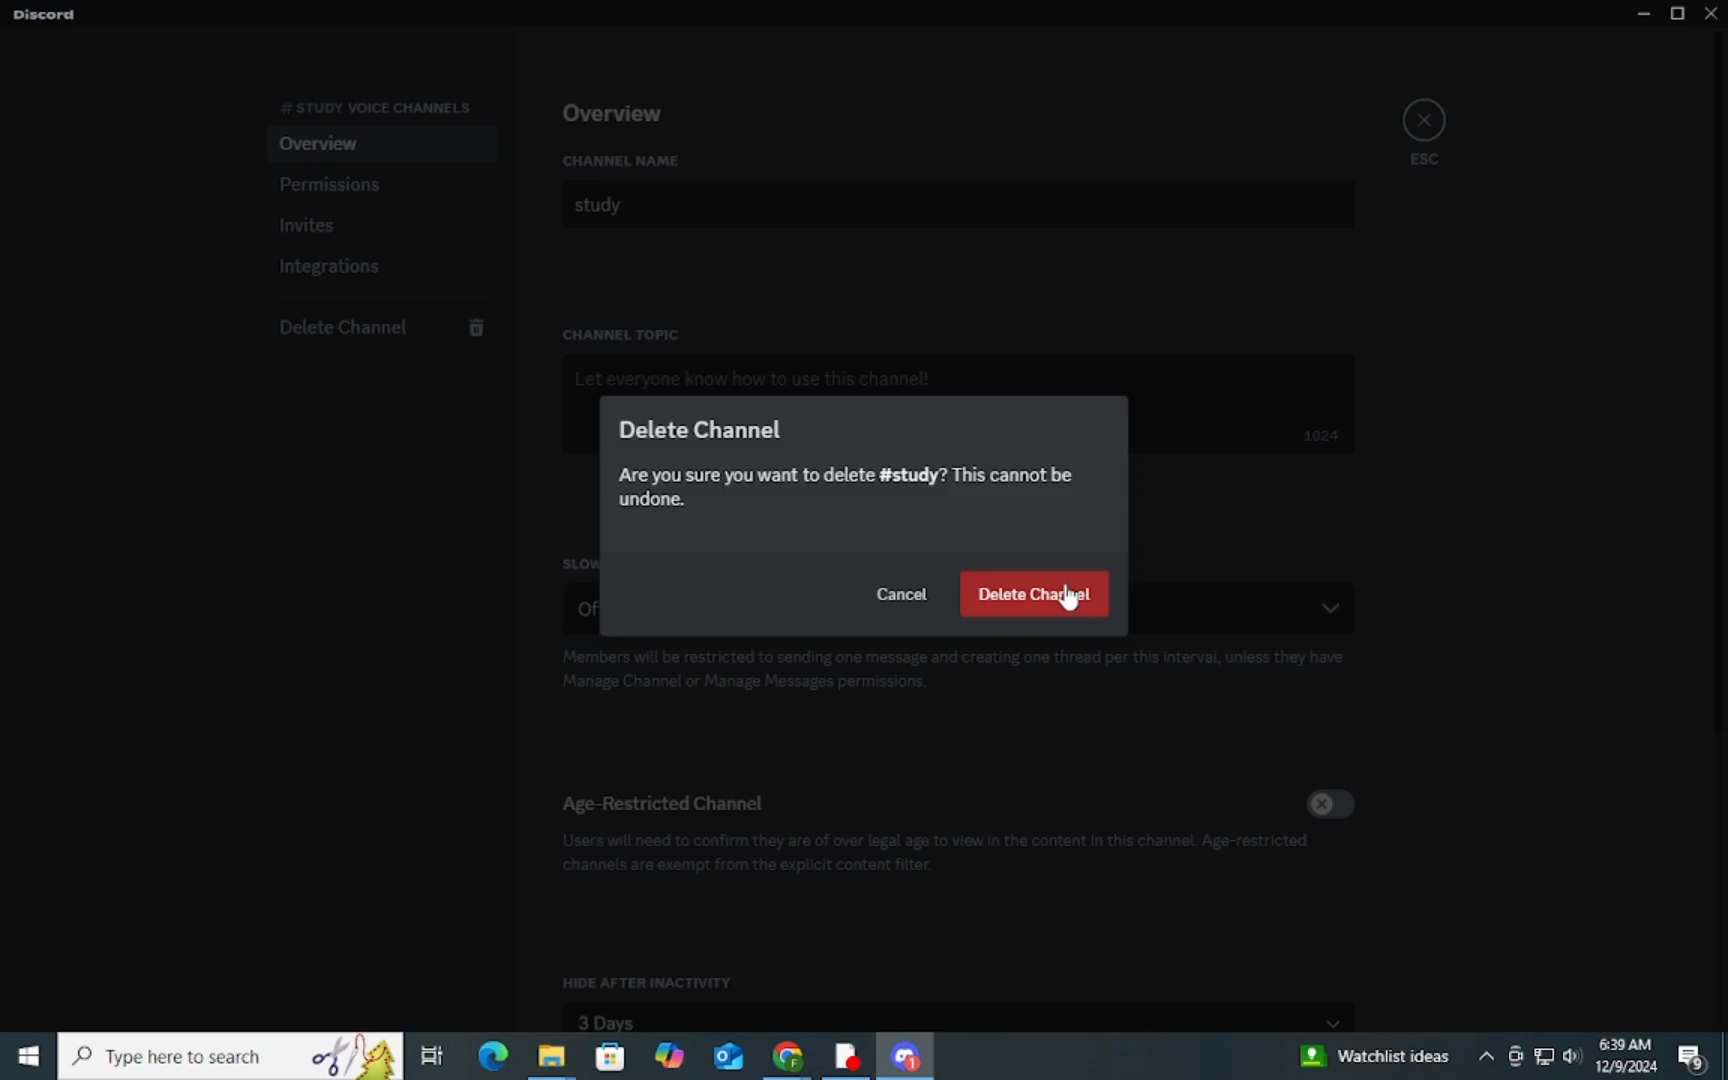 Discord
# STUDY VOICE CHANNELS
Overview
Permissions
Invites
Integrations
Delete Channel
Overview
ESC
CHANNEL NAME
study
CHANNEL TOPIC
Let everyone know how to use this channel!
1024
Delete Channel
Are you sure you want to delete #study? This cannot be
undone.
Cancel
Delete Channel
Members will be restricted to sending one message and creating one thread per this interval, unless they have
Manage Channel or Manage Messages permissions.
Age-Restricted Channel
Users will need to confirm they are of over legal age to view in the content in this channel. Age-restricted
channels are exempt from the explicit content filter.
HIDE AFTER INACTIVITY
3 Days
Type here to search
F
1
Watchlist ideas
6:39 AM
12/9/2024
9